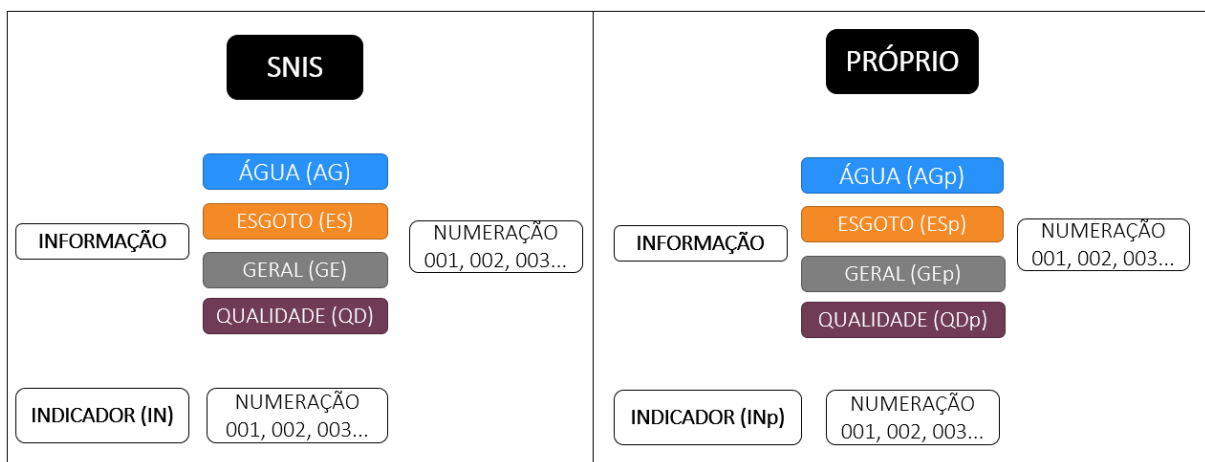 SNIS
ÁGUA (AG)
ESGOTO (ES)
INFORMAÇÃO
NUMERAÇÃO
001, 002, 003...
GERAL (GE)
QUALIDADE (QD)
INDICADOR (IN)
NUMERAÇÃO
001, 002, 003...
PRÓPRIO
ÁGUA (AGp)
ESGOTO (ESp)
INFORMAÇÃO
NUMERAÇÃO
001, 002, 003...
GERAL (GEp)
QUALIDADE (QDp)
INDICADOR (INp)
NUMERAÇÃO
001, 002, 003...